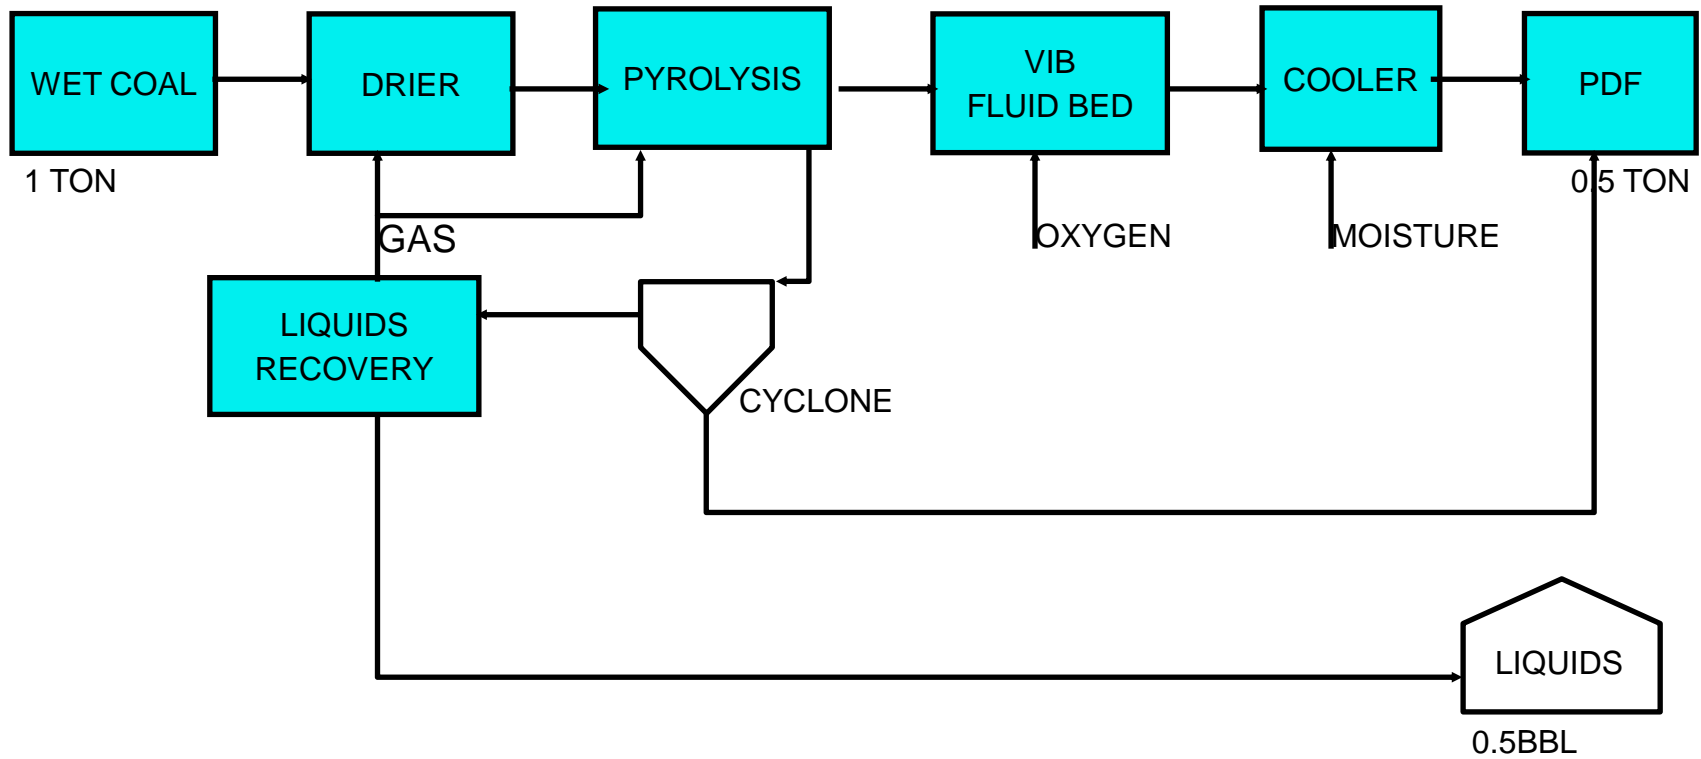 WET COAL
DRIER
PYROLYSIS
VIB
FLUID BED
COOLER
PDF
1 TON
0.5 TON
GAS
OXYGEN
MOISTURE
LIQUIDS
RECOVERY
CYCLONE
LIQUIDS
0.5BBL